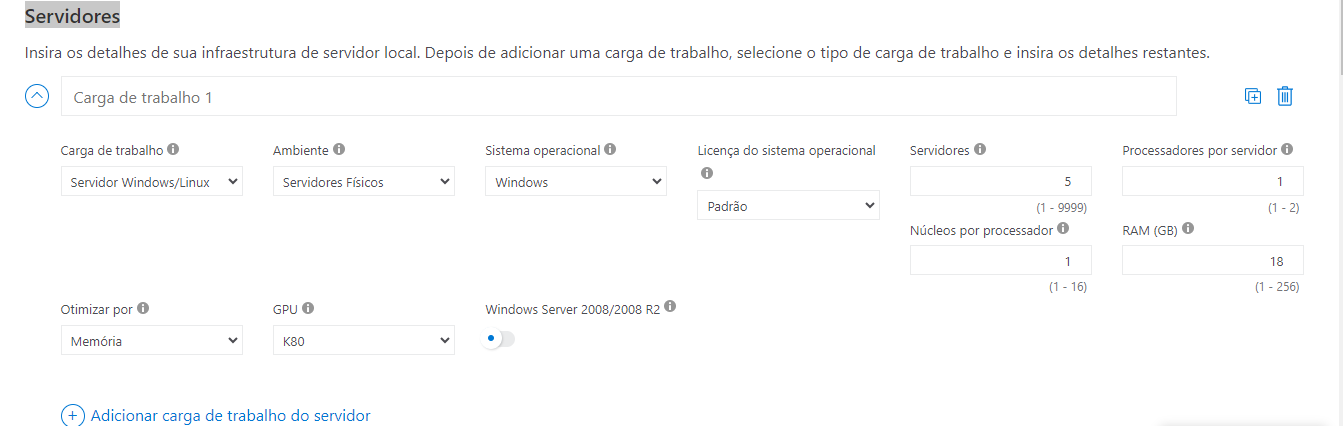 Servidores
Insira os detalhes de sua infraestrutura de servidor local. Depois de adicionar uma carga de trabalho, selecione o tipo de carga de trabalho e insira os detalhes restantes.
Carga de trabalho 1
Carga de trabalho
Servidor Windows/Linux
Ambiente
Servidores Físicos
Sistema operacional
Windows
Licença do sistema operacional
Padrão
Servidores
5
(1 - 9999)
Processadores por servidor
1
(1 - 2)
Núcleos por processador
1
(1 - 16)
RAM (GB)
18
(1 - 256)
Otimizar por
Memória
GPU
K80
Windows Server 2008/2008 R2
Adicionar carga de trabalho do servidor